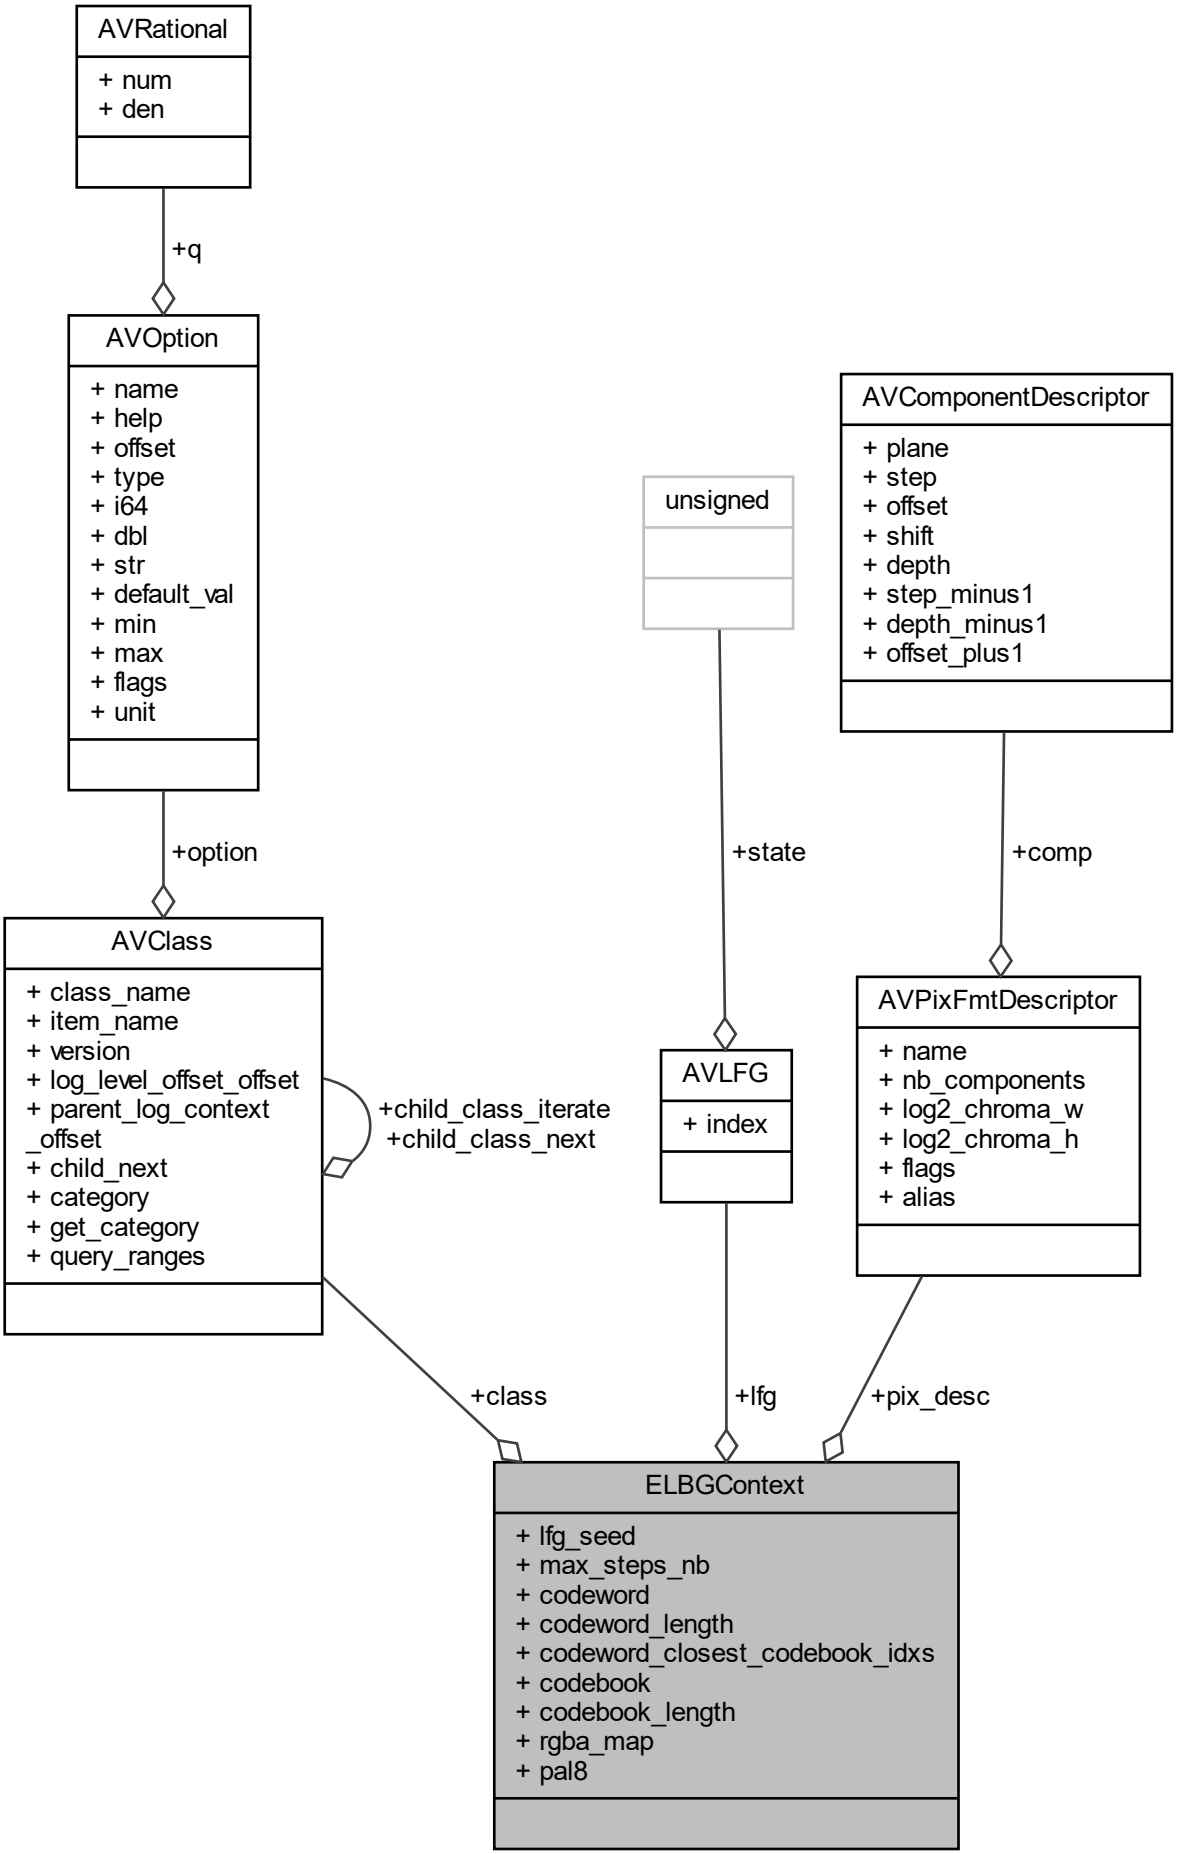 AVRational
+ num
+ den
+q
AVOption
+ name
+ help
+ offset
+ type
+ i64
+ dbl
+ str
+ default_val
+ min
+ max
+ flags
+ unit
+option
AVClass
+ class_name
+ item_name
+ version
+ log_level_offset_offset
+ parent_log_context
_offset
+ child_next
+ category
+ get_category
+ query_ranges
+child_class_iterate
+child_class_next
+class
unsigned
+state
AVLFG
+ index
+lfg
AVComponentDescriptor
+ plane
+ step
+ offset
+ shift
+ depth
+ step_minus1
+ depth_minus1
+ offset_plus1
+comp
AVPixFmtDescriptor
+ name
+ nb_components
+ log2_chroma_w
+ log2_chroma_h
+ flags
+ alias
+pix_desc
ELBGContext
+ lfg_seed
+ max_steps_nb
+ codeword
+ codeword_length
+ codeword_closest_codebook_idxs
+ codebook
+ codebook_length
+ rgba_map
+ pal8